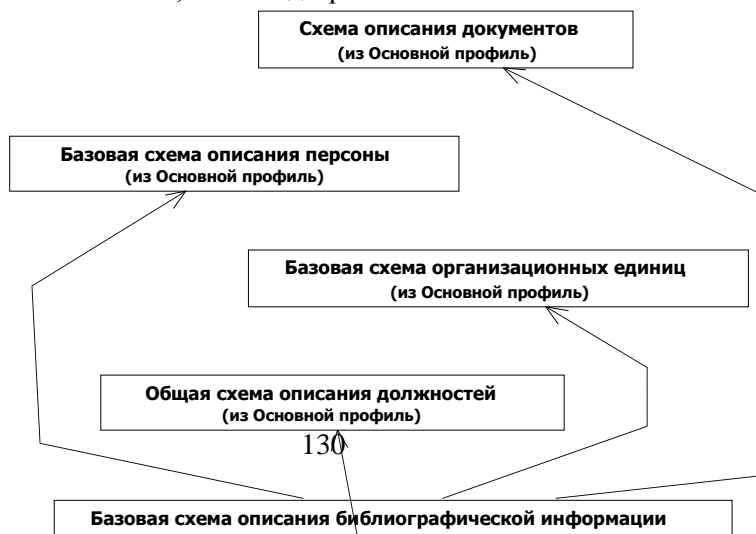 Схема описания документов
(из Основной профиль)
Базовая схема описания персоны
(из Основной профиль)
Базовая схема организационных единиц
(из Основной профиль)
Общая схема описания должностей
(из Основной профиль)
130
Базовая схема описания библиографической информации